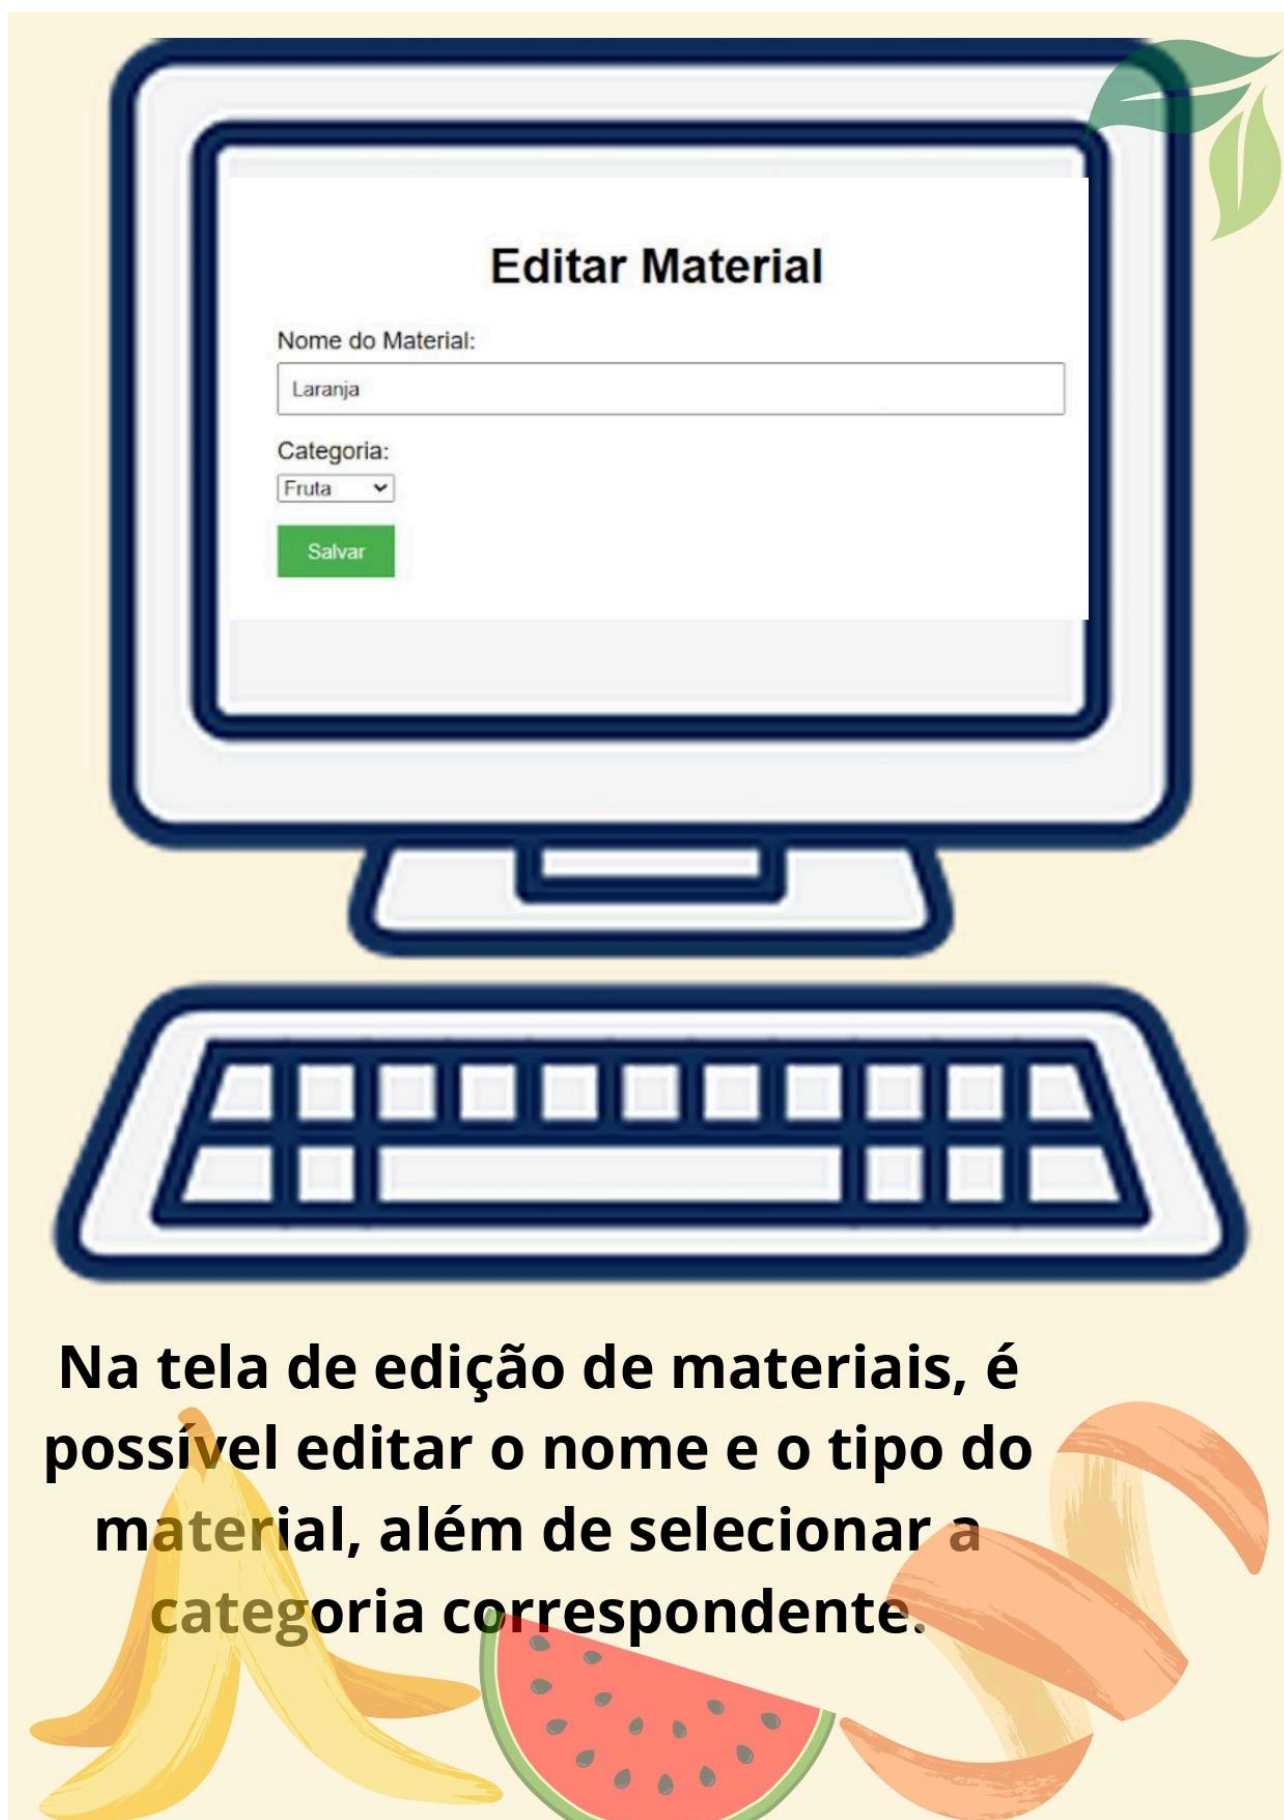 Editar Material
Nome do Material:
Laranja
Categoria:
Fruta
Salvar
Na tela de edição de materiais, é
possível editar o nome e o tipo do
material, além de selecionar a
categoria correspondente.